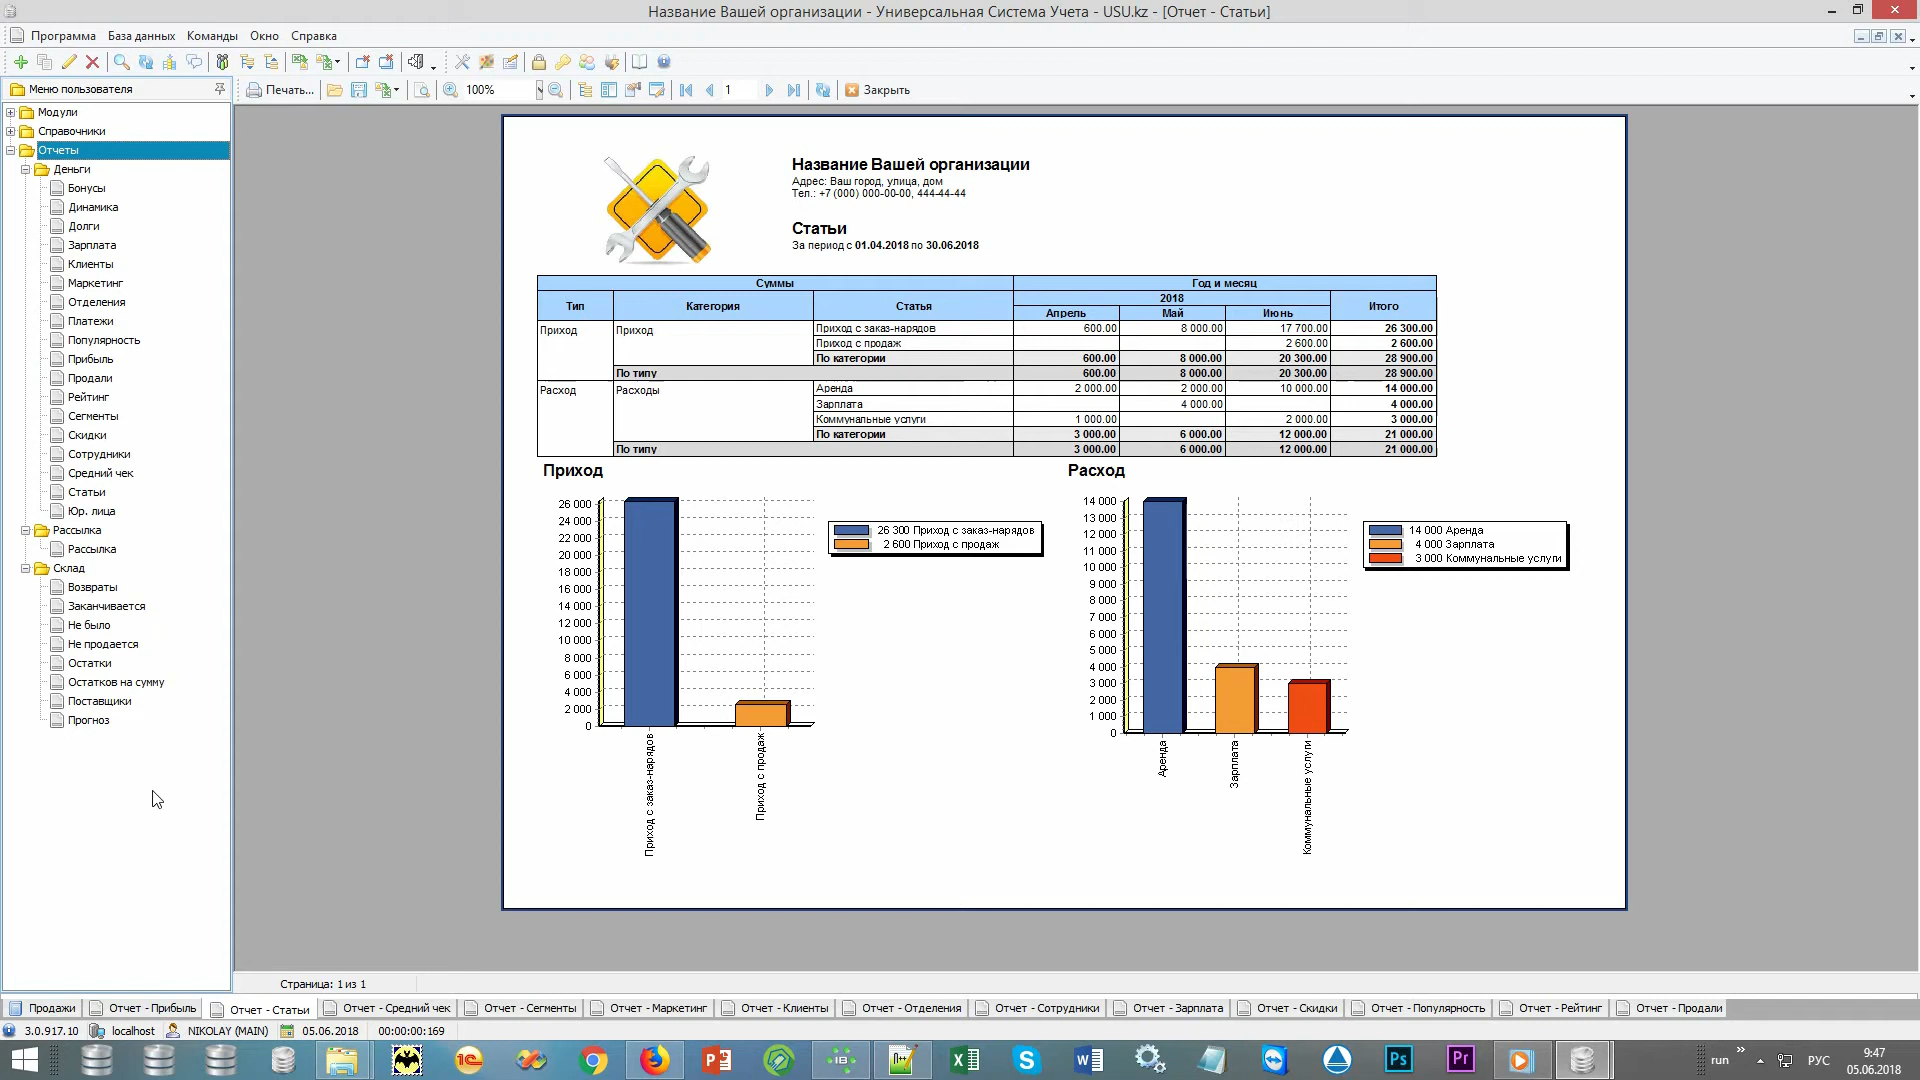 Название Вашей организации - Универсальная Система Учета - USU.kz - [Отчет - Статьи]
Программа База данных Команды Окно Справка
Меню пользователя
Печать... 100% 1 Закрыть
Модули
Справочники
Отчеты
Деньги
Бонусы
Динамика
Долги
Зарплата
Клиенты
Маркетинг
Отделения
Платежи
Популярность
Прибыль
Продали
Рейтинг
Сегменты
Скидки
Сотрудники
Средний чек
Статьи
Юр. лица
Рассылка
Рассылка
Склад
Возвраты
Заканчивается
Не было
Не продается
Остатки
Остатков на сумму
Поставщики
Прогноз
Название Вашей организации
Адрес: Ваш город, улица, дом
Тел.: +7 (000) 000-00-00, 444-44-44
Статьи
За период с 01.04.2018 по 30.06.2018
Суммы Год и месяц
Тип Категория Статья 2018 Итого
Апрель Май Июнь
Приход Приход Приход с заказ-нарядов 600.00 8 000.00 17 700.00 26 300.00
Приход с продаж 2 600.00 2 600.00
По категории 600.00 8 000.00 20 300.00 28 900.00
По типу 600.00 8 000.00 20 300.00 28 900.00
Расход Расходы Аренда 2 000.00 2 000.00 10 000.00 14 000.00
Зарплата 4 000.00 4 000.00
Коммунальные услуги 1 000.00 2 000.00 3 000.00
По категории 3 000.00 6 000.00 12 000.00 21 000.00
По типу 3 000.00 6 000.00 12 000.00 21 000.00
Приход
26 000
24 000
22 000
20 000
18 000
16 000
14 000
12 000
10 000
8 000
6 000
4 000
2 000
0
Приход с заказ-нарядов
Приход с продаж
26 300 Приход с заказ-нарядов
2 600 Приход с продаж
Расход
14 000
13 000
12 000
11 000
10 000
9 000
8 000
7 000
6 000
5 000
4 000
3 000
2 000
1 000
0
Аренда
Зарплата
Коммунальные услуги
14 000 Аренда
4 000 Зарплата
3 000 Коммунальные услуги
Страница: 1 из 1
Продажи Отчет - Прибыль Отчет - Статьи Отчет - Средний чек Отчет - Сегменты Отчет - Маркетинг Отчет - Клиенты Отчет - Отделения Отчет - Сотрудники Отчет - Зарплата Отчет - Скидки Отчет - Популярность Отчет - Рейтинг Отчет - Продали
3.0.917.10 localhost NIKOLAY (MAIN) 05.06.2018 00:00:00:169
run РУС 9:47
05.06.2018